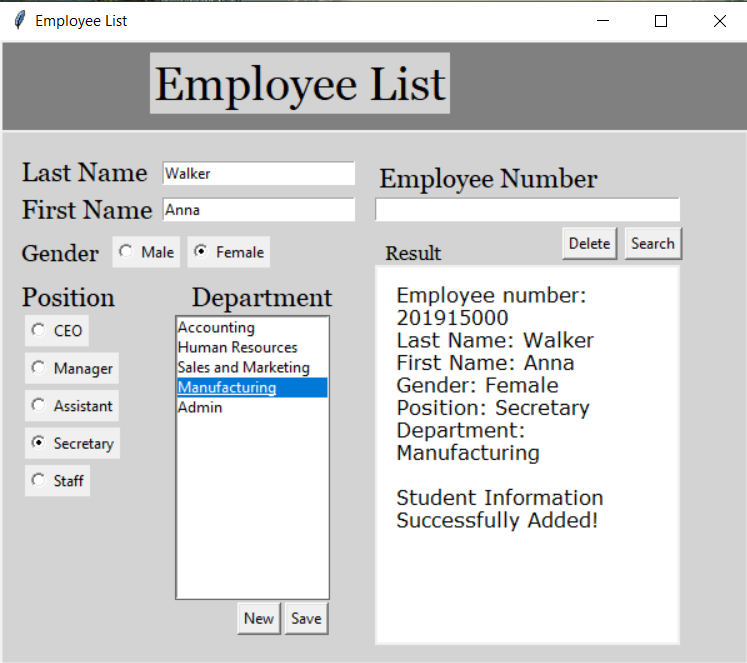 Employee List
Employee List
Last Name Walker
First Name Anna
Gender Male Female
Position
CEO
Manager
Assistant
Secretary
Staff
Department
Accounting
Human Resources
Sales and Marketing
Manufacturing
Admin
New Save
Employee Number
Delete Search
Result
Employee number:
201915000
Last Name: Walker
First Name: Anna
Gender: Female
Position: Secretary
Department:
Manufacturing
Student Information
Successfully Added!